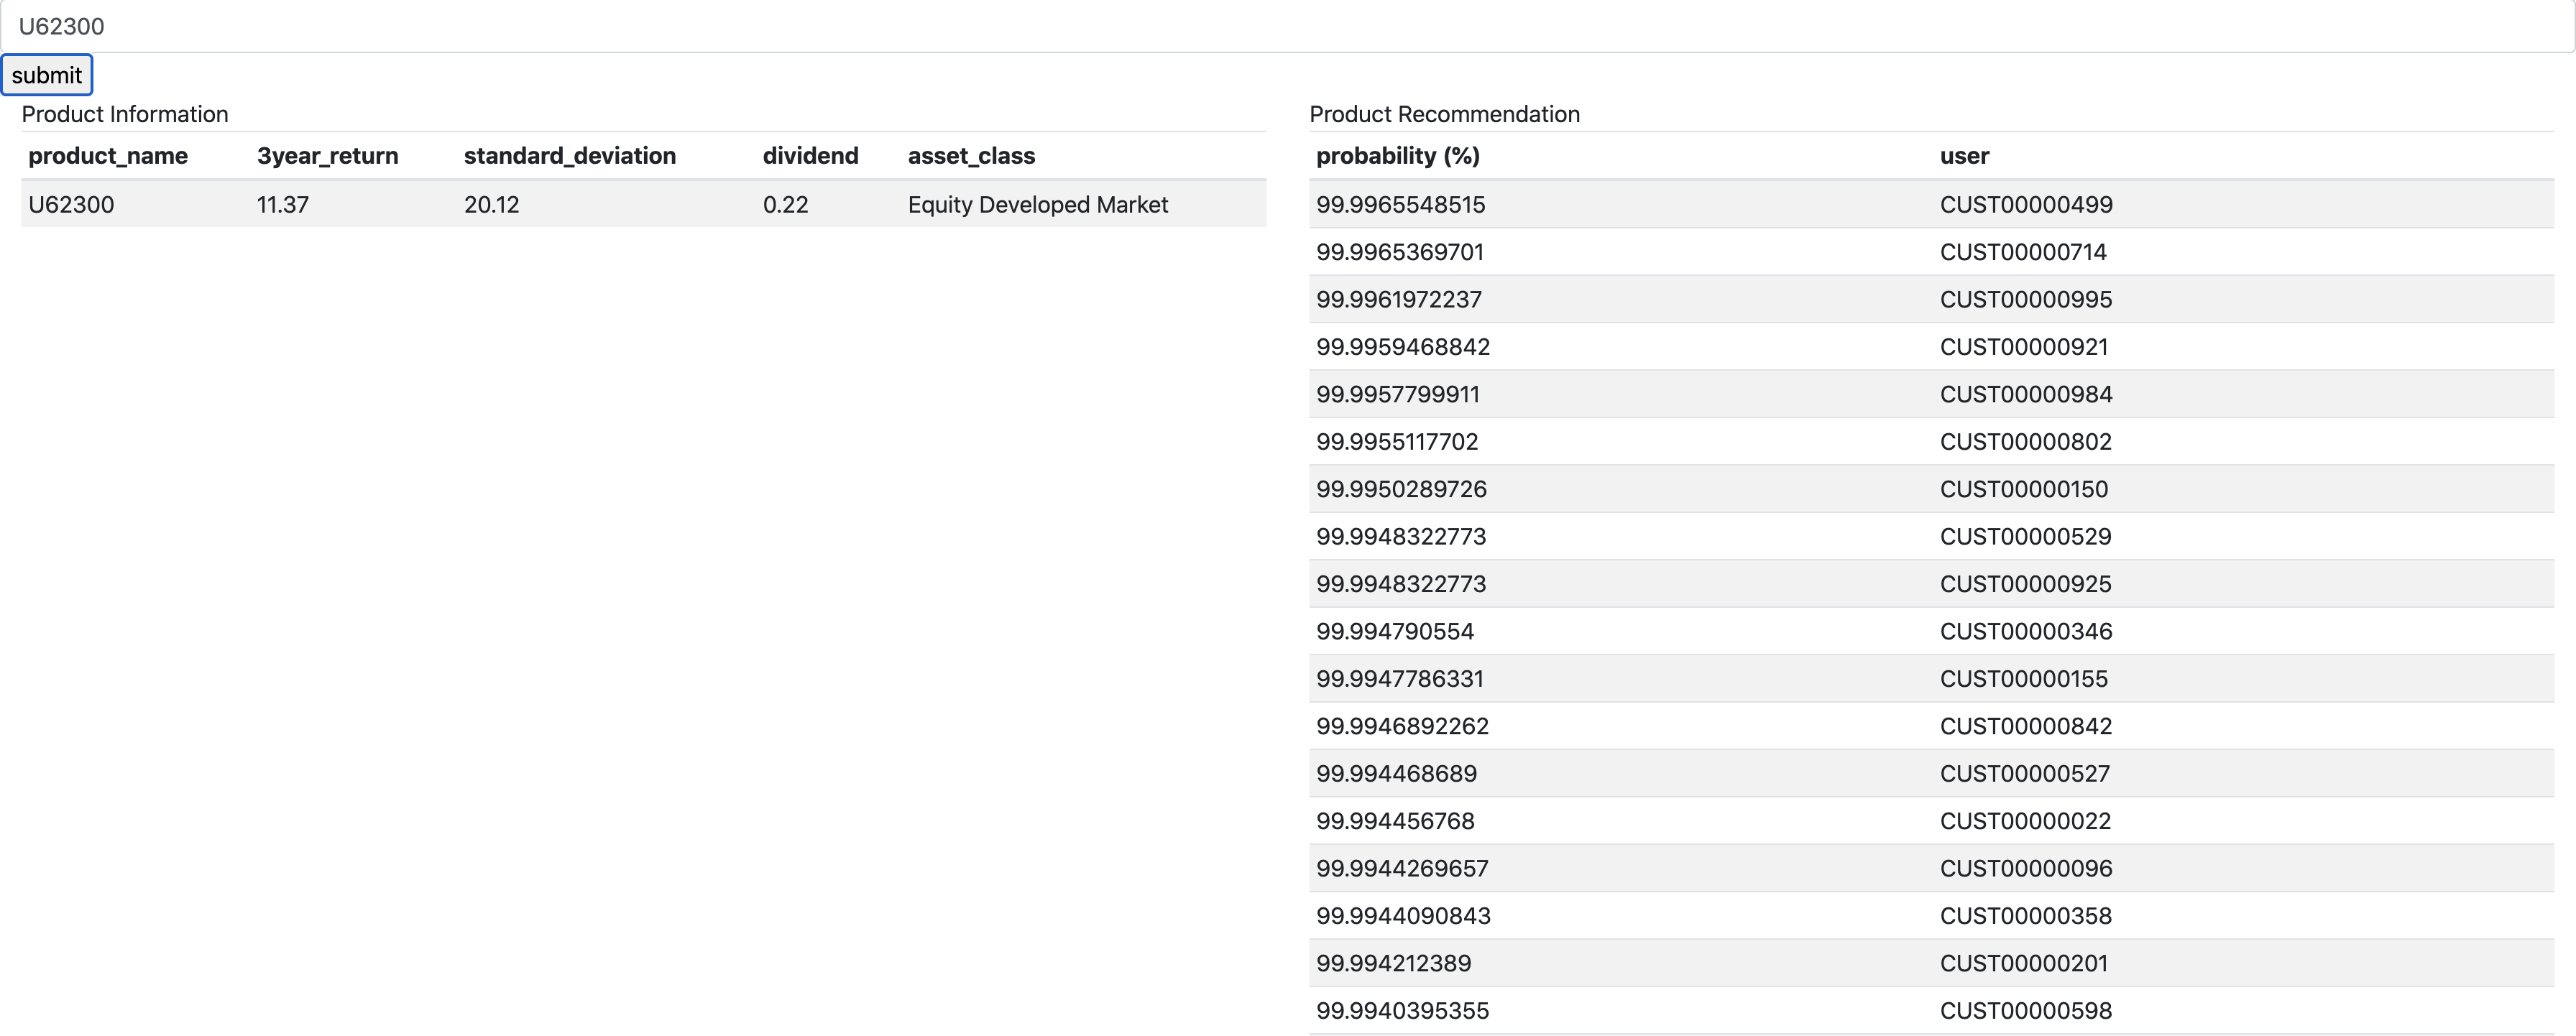 U62300
submit
Product Information
product_name 3year_return standard_deviation dividend asset_class
U62300 11.37 20.12 0.22 Equity Developed Market
Product Recommendation
probability (%) user
99.9965548515 CUST00000499
99.9965369701 CUST00000714
99.9961972237 CUST00000995
99.9959468842 CUST00000921
99.9957799911 CUST00000984
99.9955117702 CUST00000802
99.9950289726 CUST00000150
99.9948322773 CUST00000529
99.9948322773 CUST00000925
99.994790554 CUST00000346
99.9947786331 CUST00000155
99.9946892262 CUST00000842
99.994468689 CUST00000527
99.994456768 CUST00000022
99.9944269657 CUST00000096
99.9944090843 CUST00000358
99.994212389 CUST00000201
99.9940395355 CUST00000598